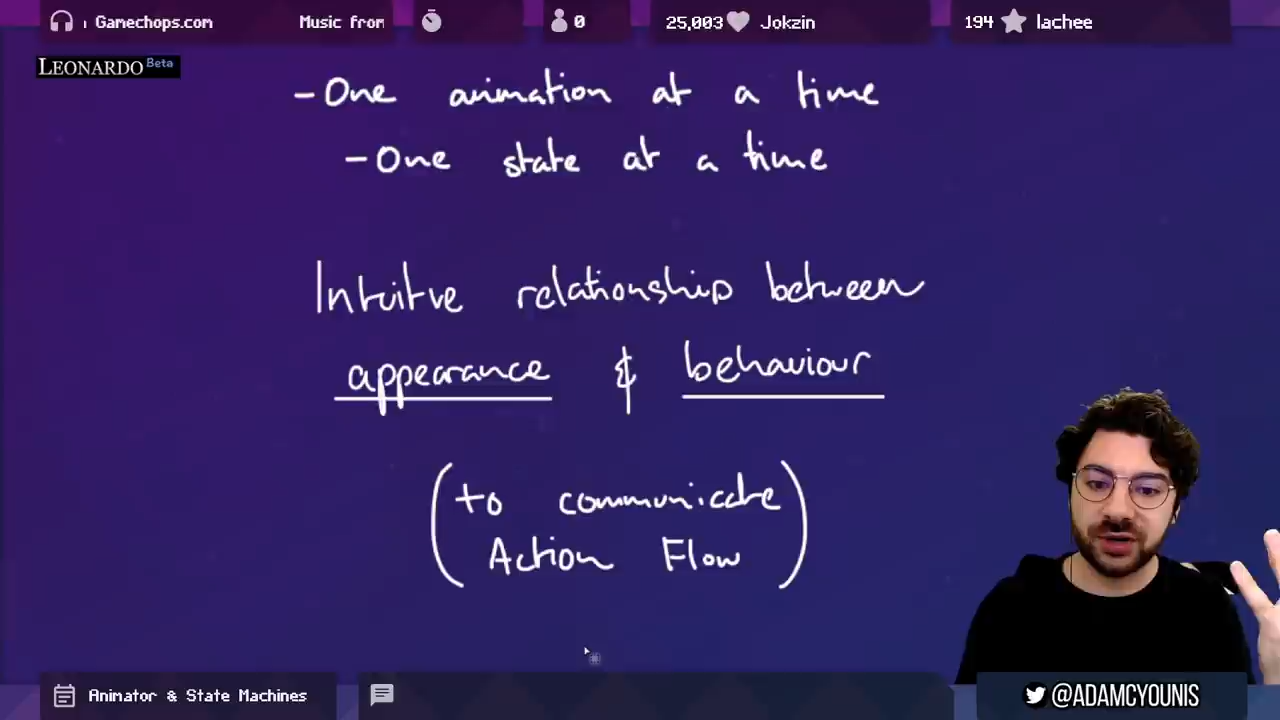 Gamechops.com
Music from
0
25,003
Jokzin
194
lachee
LEONARDO Beta
- One animation at a time
- One state at a time
Intuitve relationship between
appearance & behaviour
(to communicate
Action Flow)
Animator & State Machines
@ADAMCYOUNIS